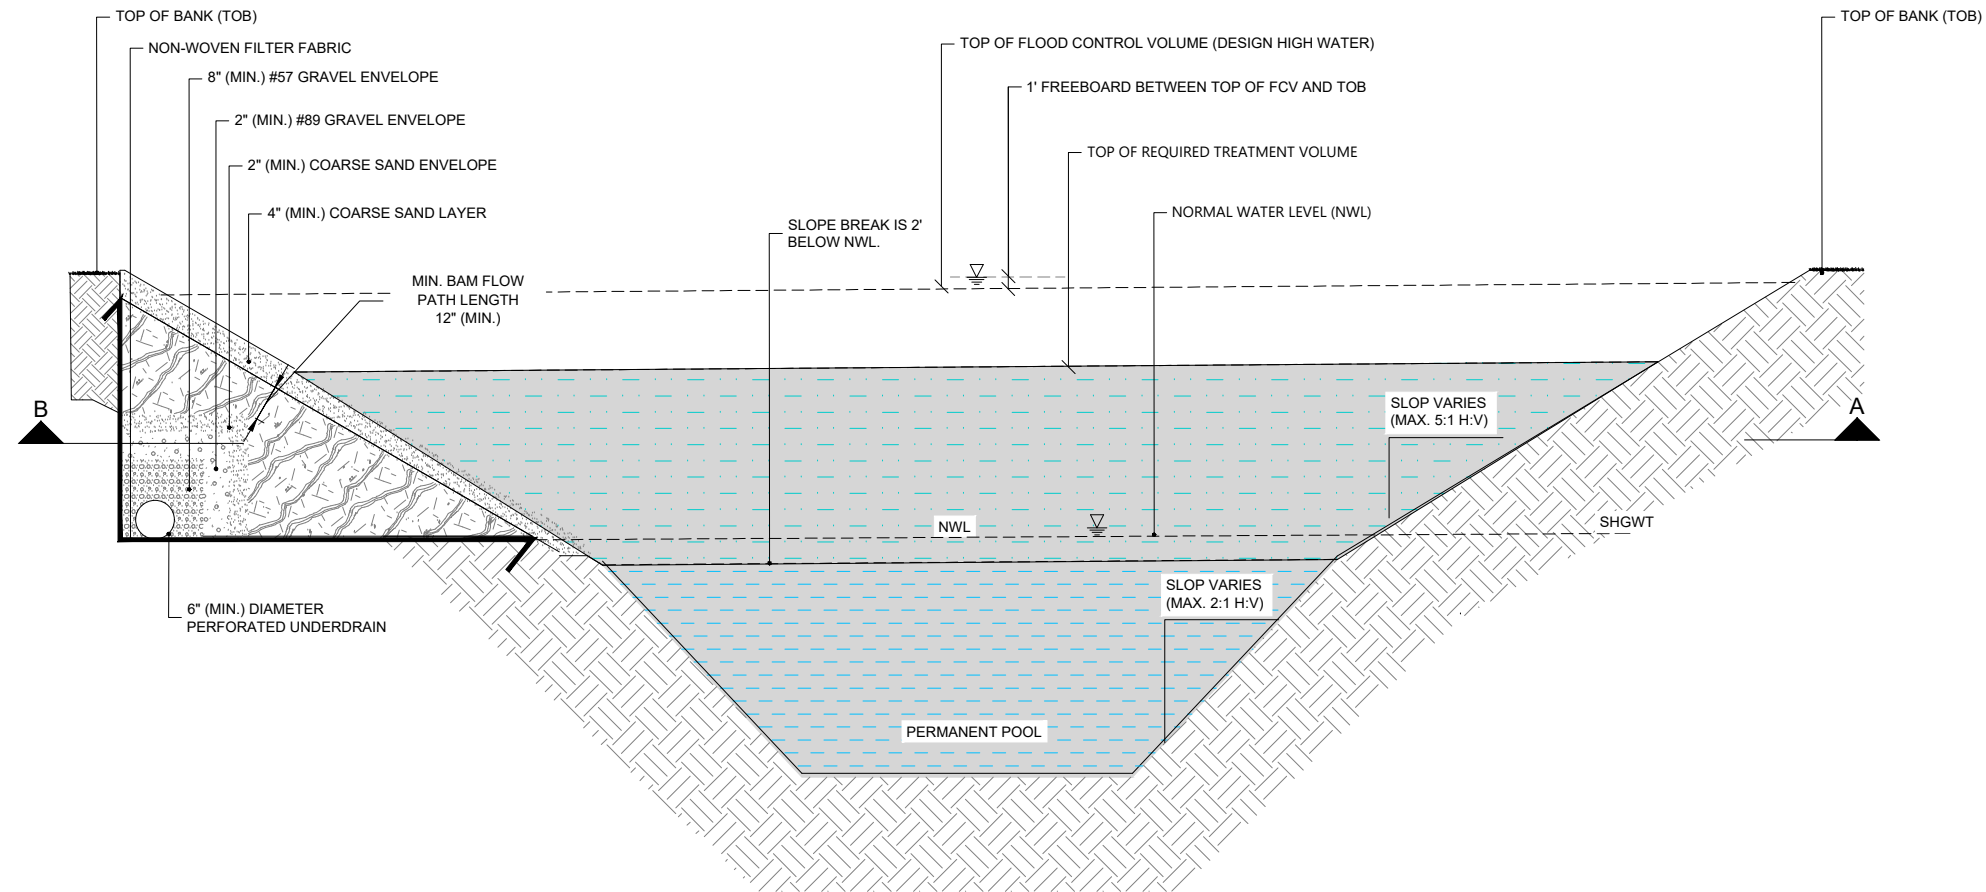 TOP OF BANK (TOB)
TOP OF BANK (TOB)
NON-WOVEN FILTER FABRIC
TOP OF FLOOD CONTROL VOLUME (DESIGN HIGH WATER)
8" (MIN.) #57 GRAVEL ENVELOPE
1' FREEBOARD BETWEEN TOP OF FCV AND TOB
2" (MIN.) #89 GRAVEL ENVELOPE
TOP OF REQUIRED TREATMENT VOLUME
2" (MIN.) COARSE SAND ENVELOPE
4" (MIN.) COARSE SAND LAYER
NORMAL WATER LEVEL (NWL)
SLOPE BREAK IS 2'
BELOW NWL.
MIN. BAM FLOW
PATH LENGTH
12" (MIN.)
SLOP VARIES
(MAX. 5:1 H:V)
B
A
NWL
SHGWT
SLOP VARIES
(MAX. 2:1 H:V)
6" (MIN.) DIAMETER
PERFORATED UNDERDRAIN
PERMANENT POOL